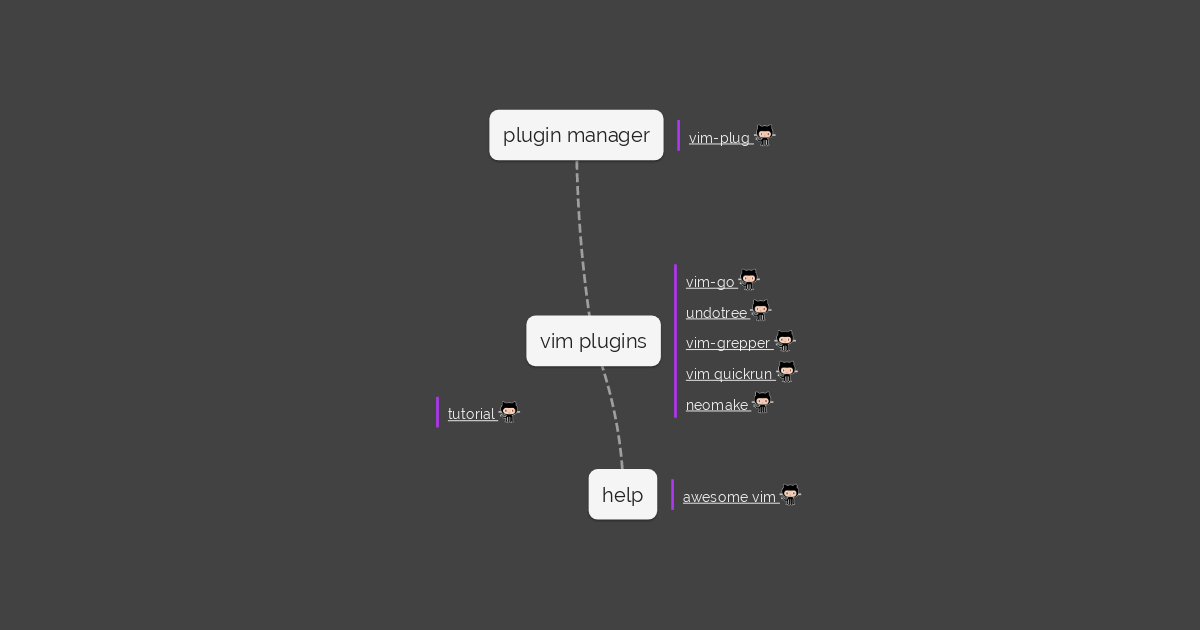 plugin manager
vim-plug
vim-go
undotree
vim plugins
vim-grepper
vim quickrun
neomake
tutorial
help
awesome vim